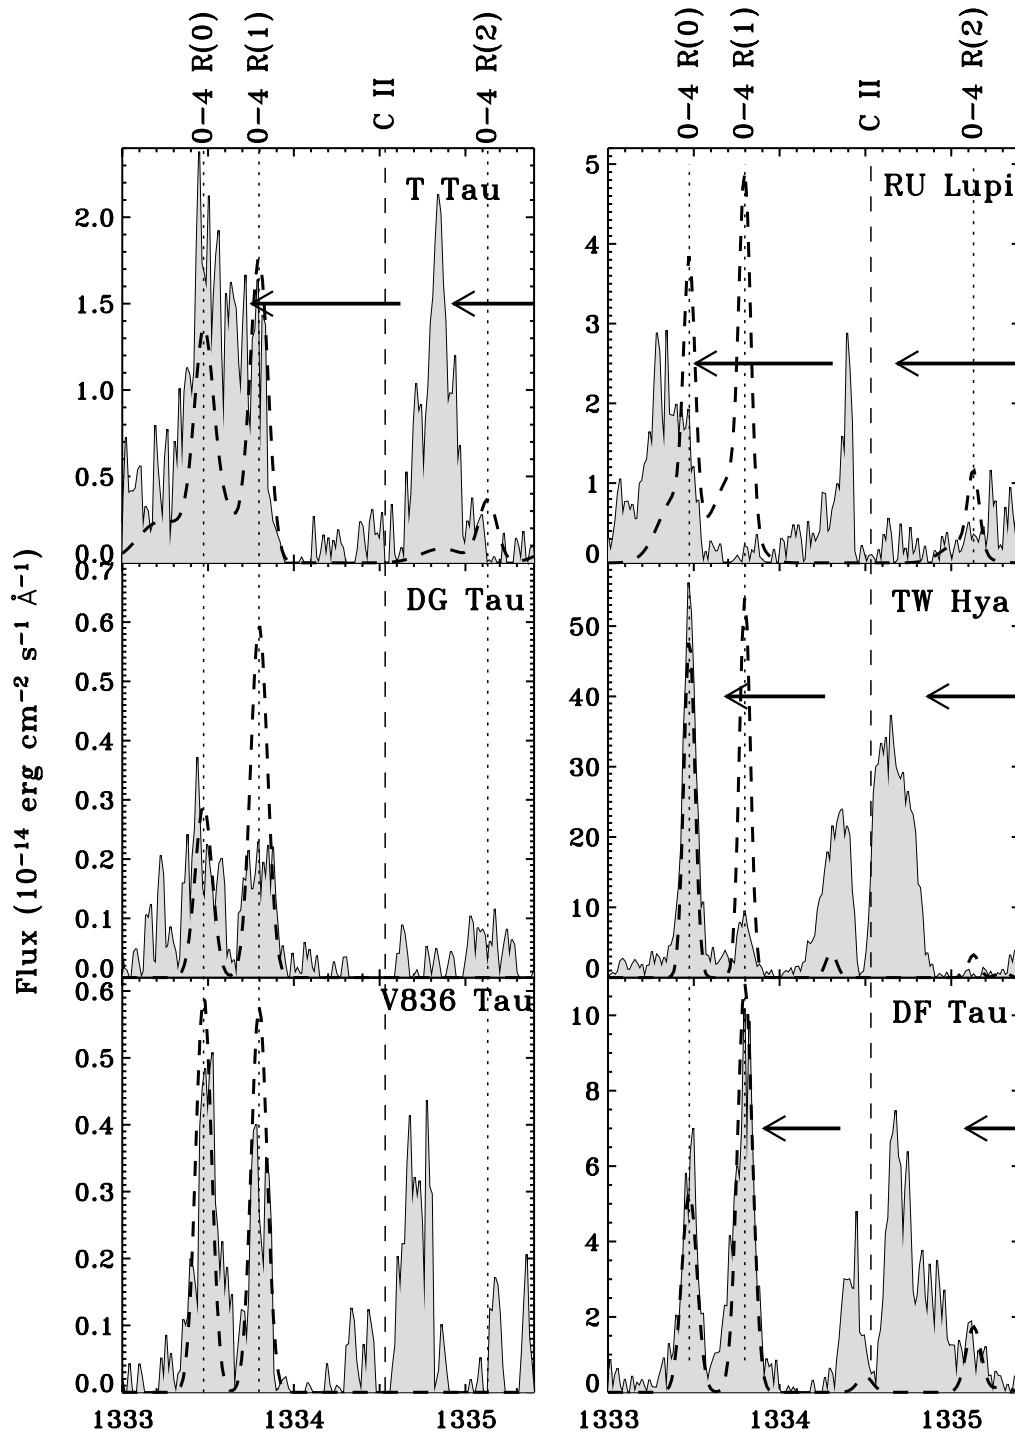 0−4 R(0)
0−4 R(1)
C II
0−4 R(2)
0−4 R(0)
0−4 R(1)
C II
0−4 R(2)
T Tau
2.0
1.5
1.0
0.5
0.0
RU Lupi
5
4
3
2
1
0
DG Tau
0.7
0.6
0.5
0.4
0.3
0.2
0.1
0.0
TW Hya
50
40
30
20
10
0
V836 Tau
0.6
0.5
0.4
0.3
0.2
0.1
0.0
DF Tau
10
8
6
4
2
0
Flux (10−14 erg cm−2 s−1 Å−1)
1333
1334
1335
1333
1334
1335